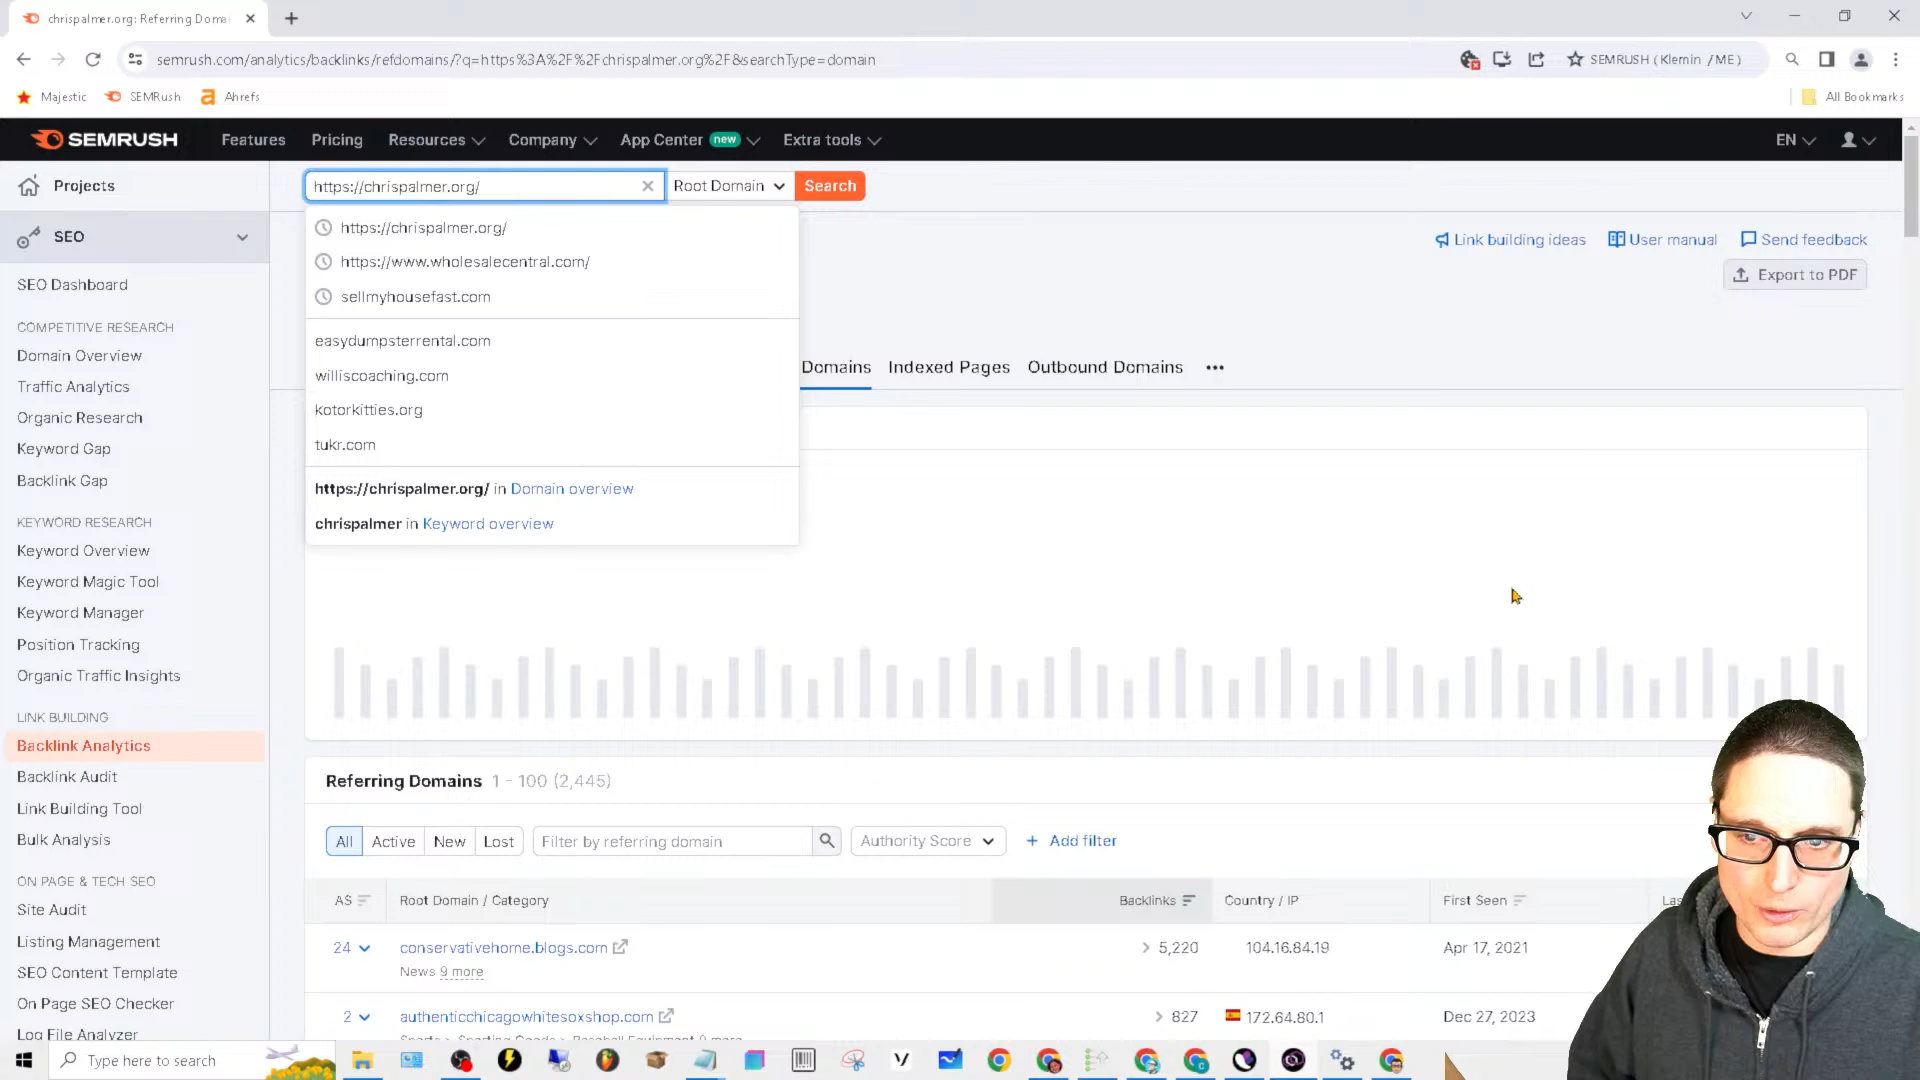 chrispalmer.org: Referring Doma
semrush.com/analytics/backlinks/refdomains/?q=https%3A%2F%2Fchrispalmer.org%2F&searchType=domain
SEMRUSH ( Klemin / ME )
Majestic
SEMRush
Ahrefs
All Bookmarks
SEMRUSH
Features
Pricing
Resources
Company
App Center new
Extra tools
EN
Projects
https://chrispalmer.org/
Root Domain
Search
SEO
https://chrispalmer.org/
https://www.wholesalecentral.com/
sellmyhousefast.com
easydumpsterrental.com
williscoaching.com
kotorkitties.org
tukr.com
https://chrispalmer.org/ in Domain overview
chrispalmer in Keyword overview
Link building ideas
User manual
Send feedback
Export to PDF
Domains
Indexed Pages
Outbound Domains
SEO Dashboard
COMPETITIVE RESEARCH
Domain Overview
Traffic Analytics
Organic Research
Keyword Gap
Backlink Gap
KEYWORD RESEARCH
Keyword Overview
Keyword Magic Tool
Keyword Manager
Position Tracking
Organic Traffic Insights
LINK BUILDING
Backlink Analytics
Backlink Audit
Link Building Tool
Bulk Analysis
ON PAGE & TECH SEO
Site Audit
Listing Management
SEO Content Template
On Page SEO Checker
Log File Analyzer
Referring Domains 1 - 100 (2,445)
All
Active
New
Lost
Filter by referring domain
Authority Score
+ Add filter
AS
Root Domain / Category
Backlinks
Country / IP
First Seen
Las
24
conservativehome.blogs.com
5,220
104.16.84.19
Apr 17, 2021
News 9 more
2
authenticchicagowhitesoxshop.com
827
172.64.80.1
Dec 27, 2023
Sports > Sporting Goods > Baseball Equipment 9 more
Type here to search